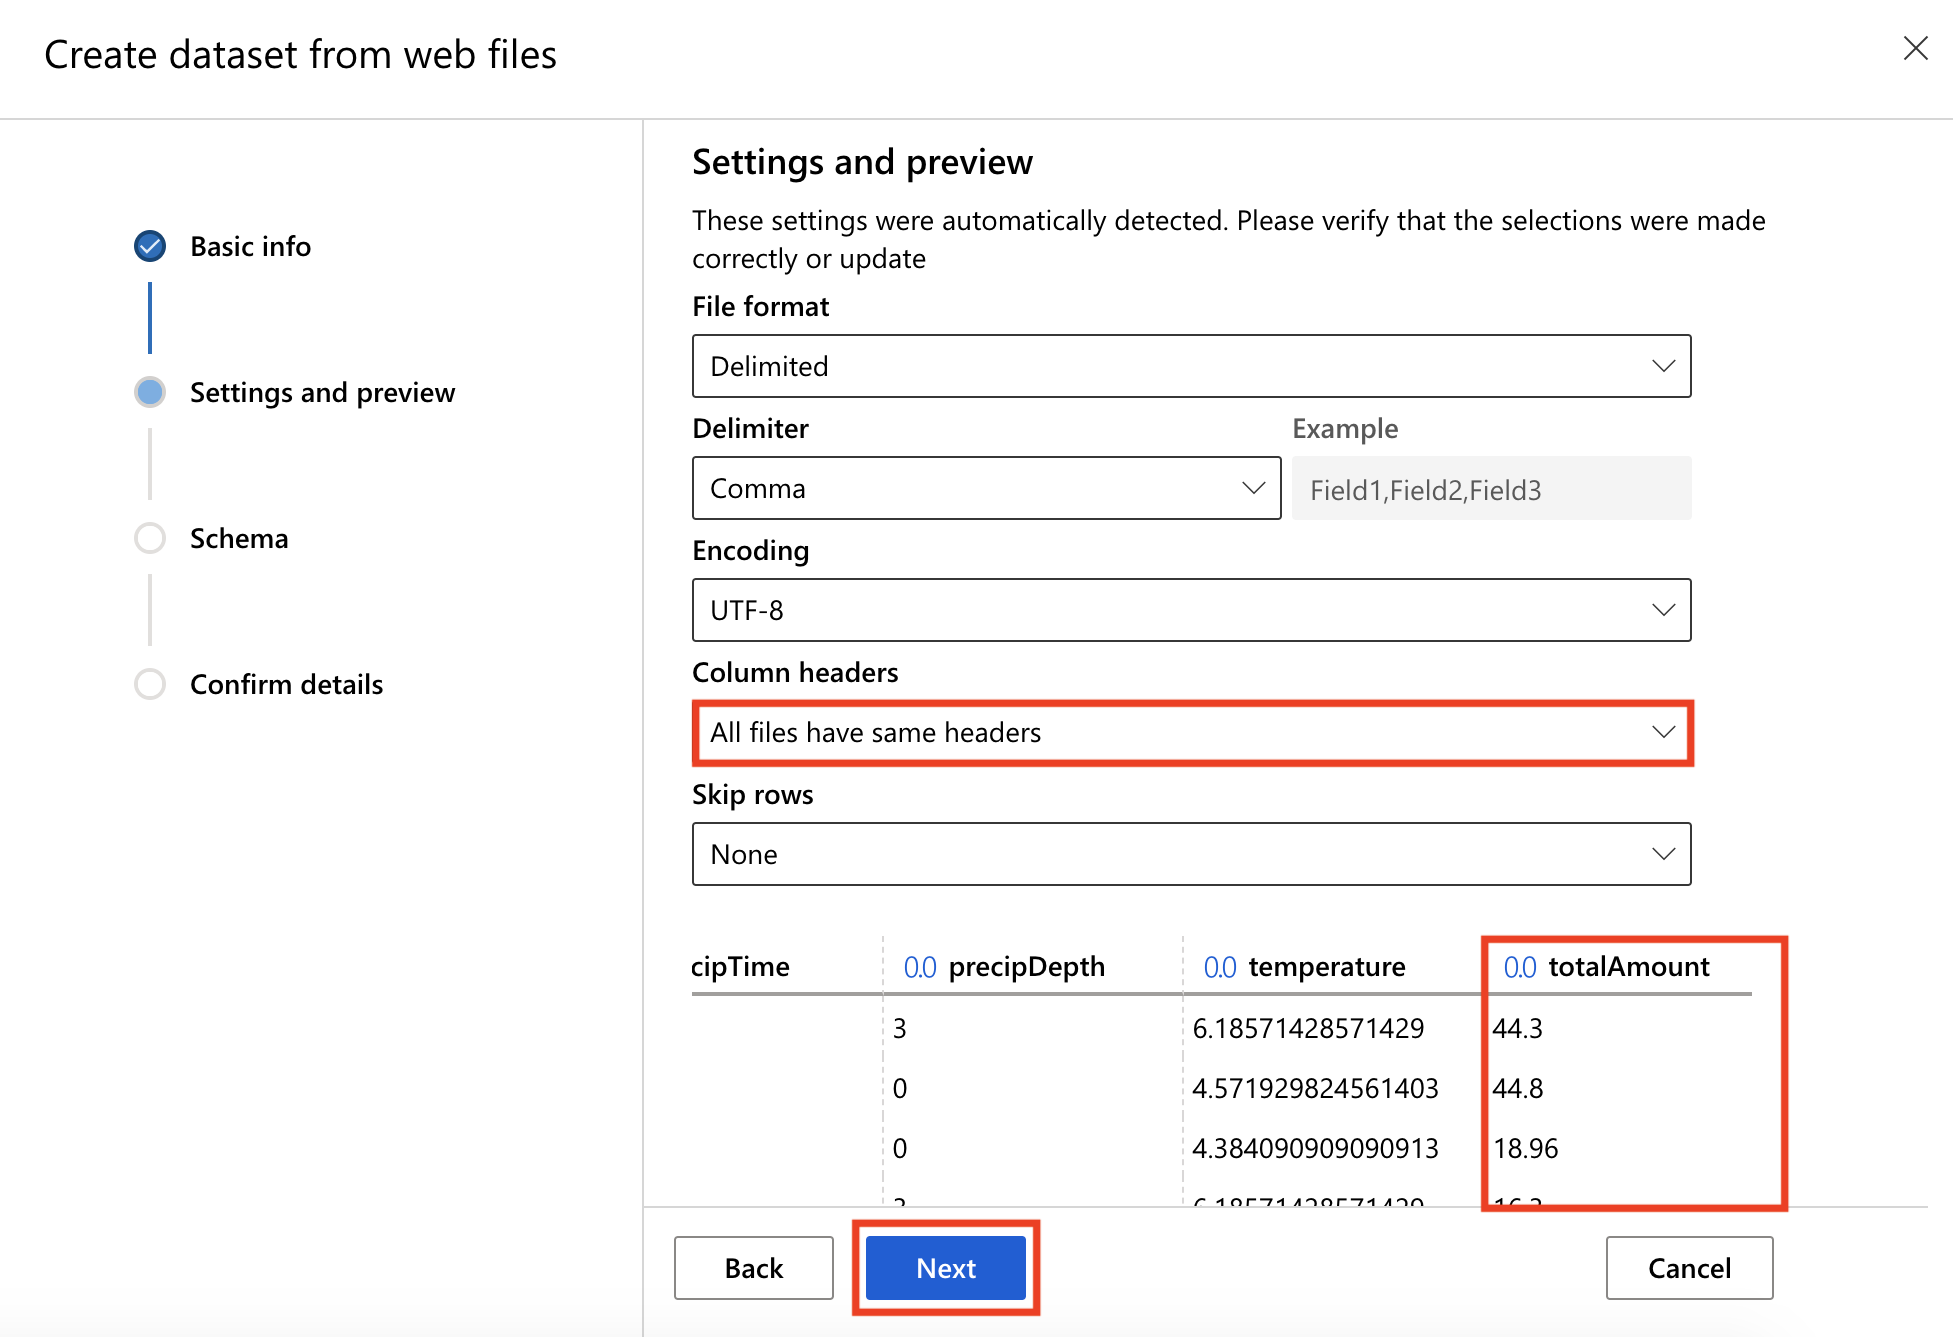 Create dataset from web files
Basic info
Settings and preview
Schema
Confirm details
Settings and preview
These settings were automatically detected. Please verify that the selections were made
correctly or update
File format
Delimited
Delimiter Example
Comma Field1,Field2,Field3
Encoding
UTF-8
Column headers
All files have same headers
Skip rows
None
cipTime 0.0 precipDepth 0.0 temperature 0.0 totalAmount
3 6.18571428571429 44.3
0 4.571929824561403 44.8
0 4.384090909090913 18.96
Back Next Cancel